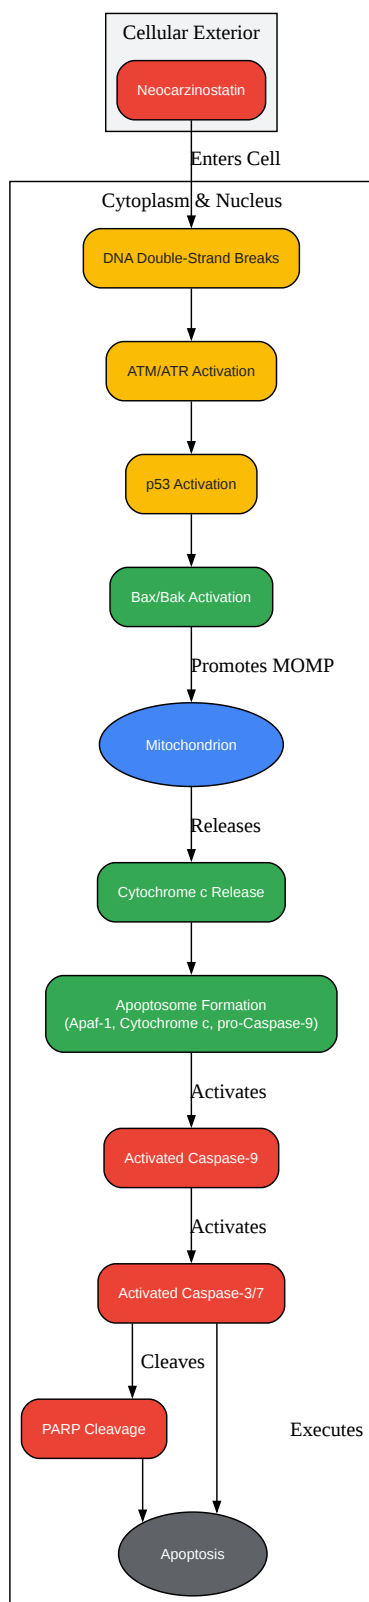 Cellular Exterior
Neocarzinostatin
Enters Cell
Cytoplasm & Nucleus
DNA Double-Strand Breaks
ATM/ATR Activation
p53 Activation
Bax/Bak Activation
Promotes MOMP
Mitochondrion
Releases
Cytochrome c Release
Apoptosome Formation
(Apaf-1, Cytochrome c, pro-Caspase-9)
Activates
Activated Caspase-9
Activates
Activated Caspase-3/7
Cleaves
PARP Cleavage
Executes
Apoptosis